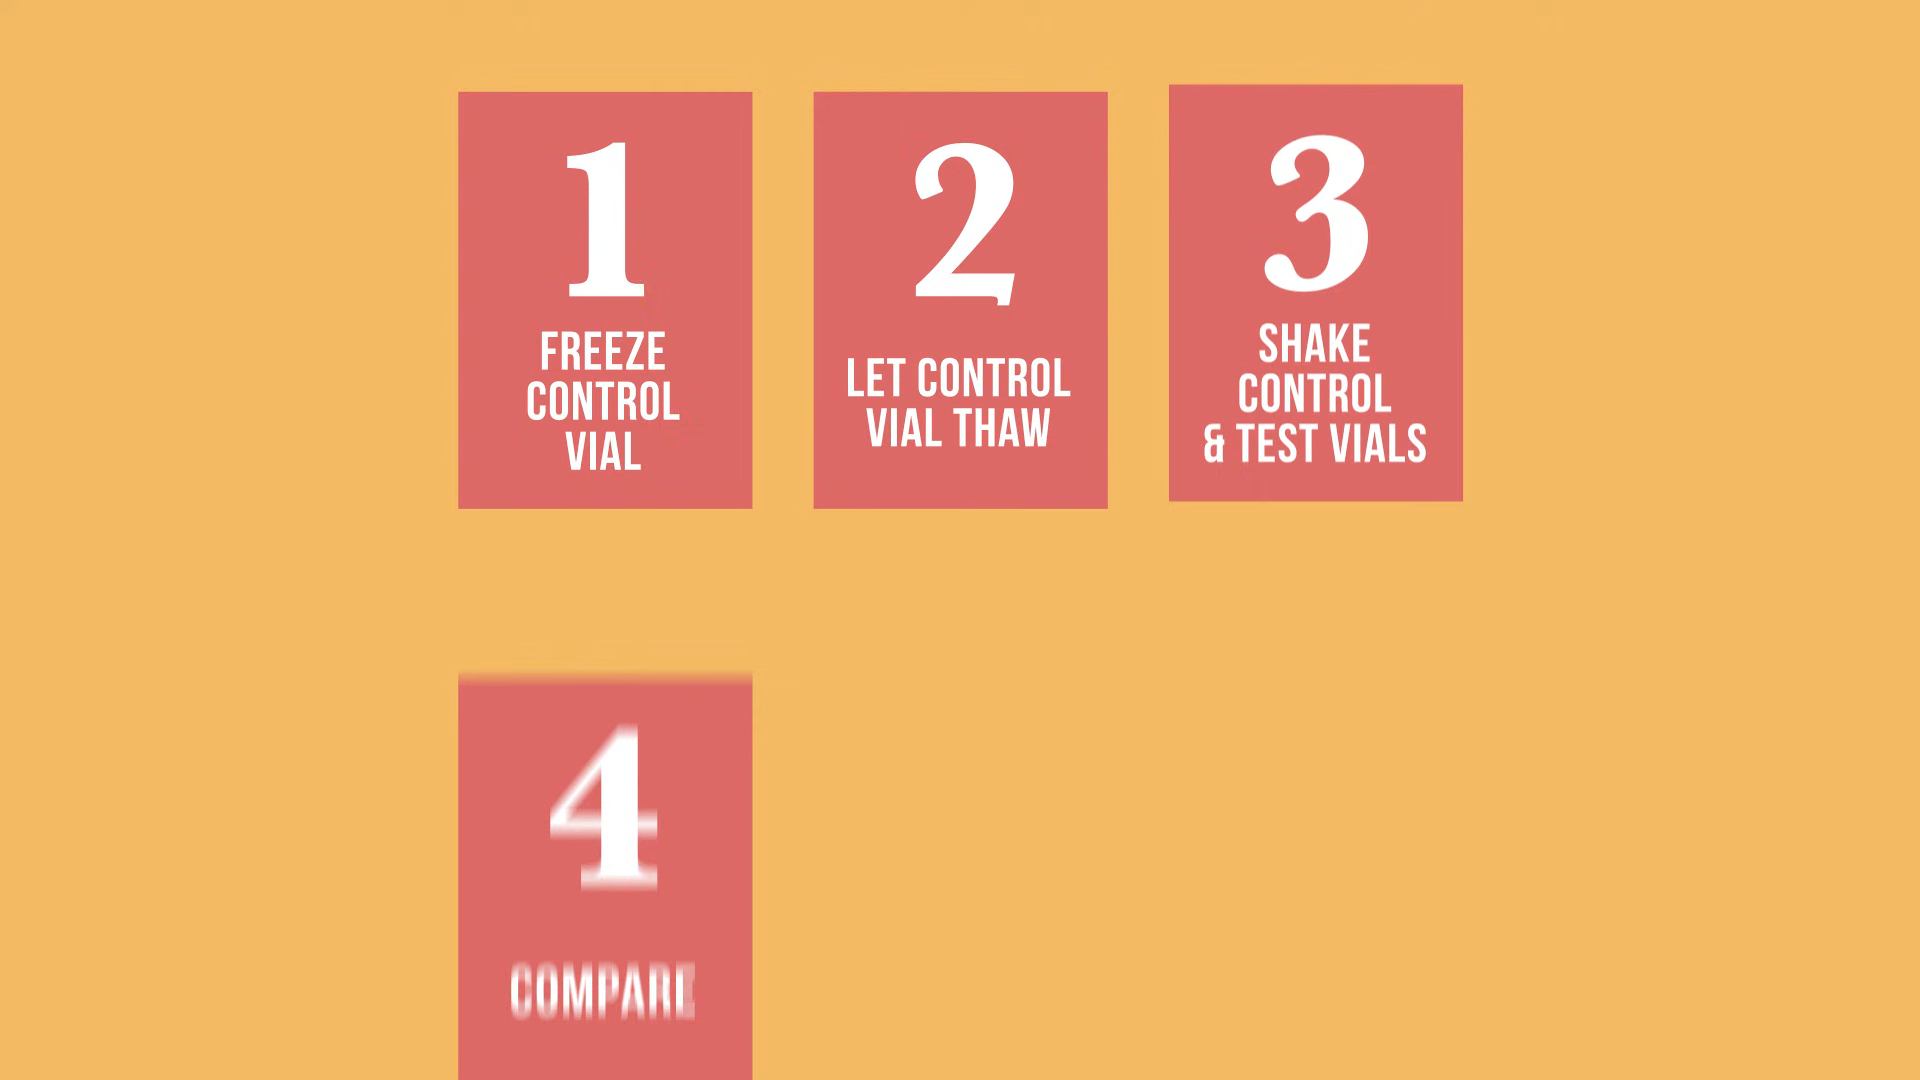 1
FREEZE
CONTROL
VIAL
2
LET CONTROL
VIAL THAW
3
SHAKE
CONTROL
& TEST VIALS
4
COMPARE